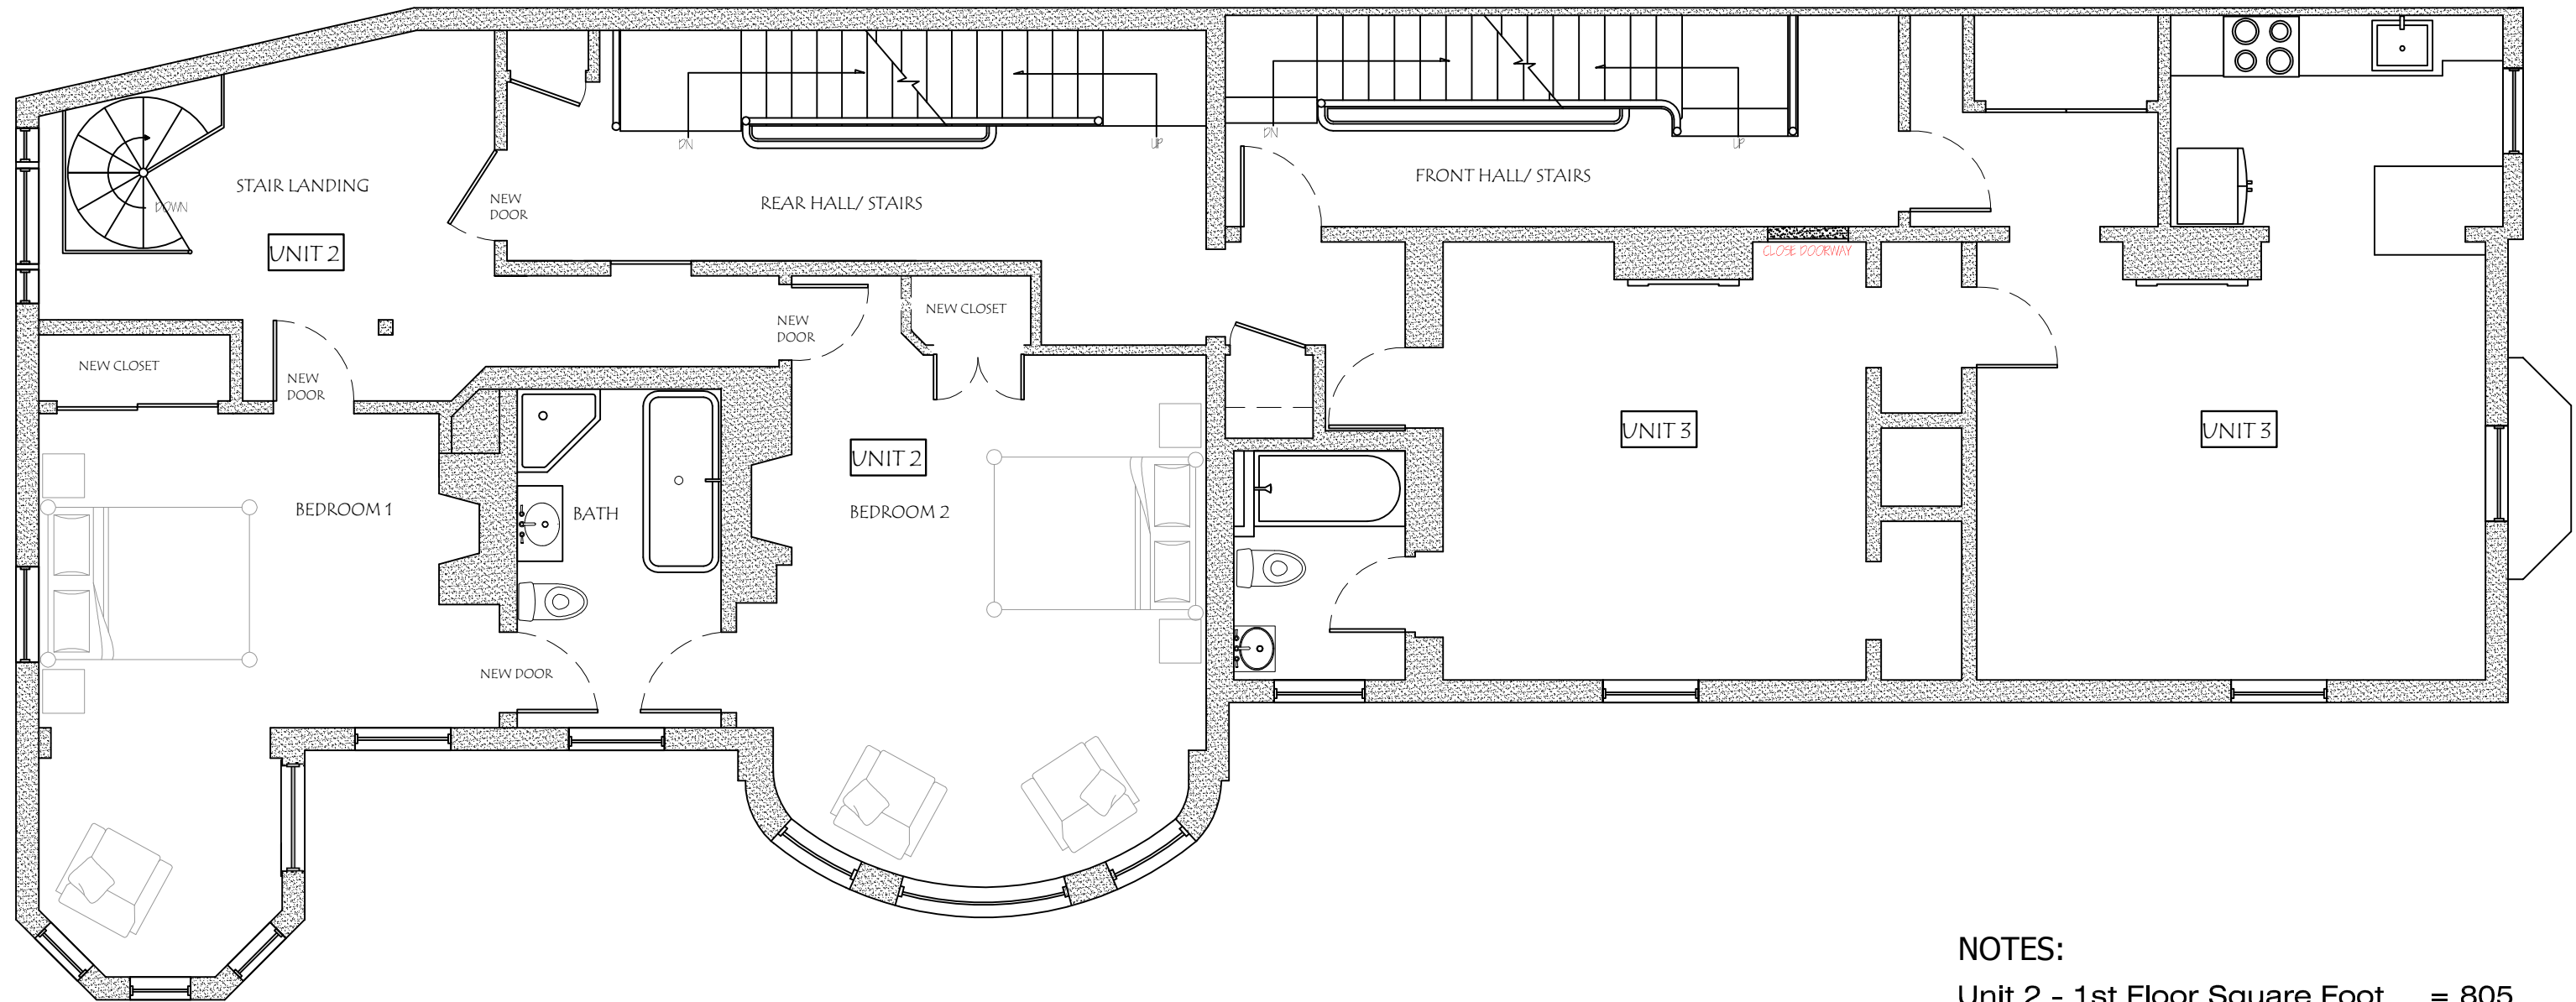 DN
UP
DN
UP
FRONT HALL/ STAIRS
STAIR LANDING
DOWN
NEW
DOOR
REAR HALL/ STAIRS
UNIT 2
CLOSE DOORWAY
NEW CLOSET
NEW
DOOR
NEW CLOSET
NEW
DOOR
UNIT 3
UNIT 3
UNIT 2
BEDROOM 1
BATH
BEDROOM 2
NEW DOOR
NOTES:
Unit 2 - 1st Floor Square Foot = 805